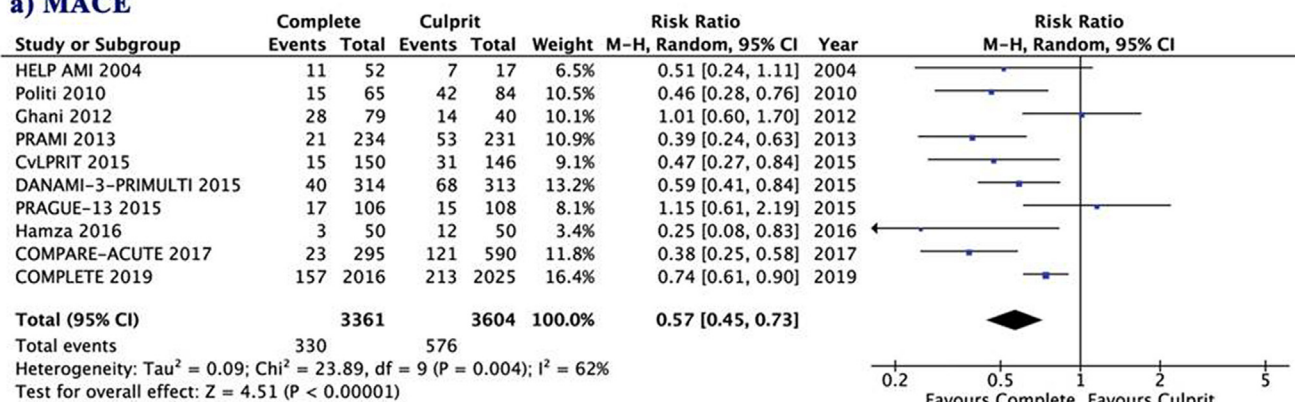 a) MACE
Complete Culprit Risk Ratio Risk Ratio
Study or Subgroup Events Total Events Total Weight M-H, Random, 95% CI Year M-H, Random, 95% CI
HELP AMI 2004 11 52 7 17 6.5% 0.51 [0.24, 1.11] 2004
Politi 2010 15 65 42 84 10.5% 0.46 [0.28, 0.76] 2010
Ghani 2012 28 79 14 40 10.1% 1.01 [0.60, 1.70] 2012
PRAMI 2013 21 234 53 231 10.9% 0.39 [0.24, 0.63] 2013
CvLPRIT 2015 15 150 31 146 9.1% 0.47 [0.27, 0.84] 2015
DANAMI-3-PRIMULTI 2015 40 314 68 313 13.2% 0.59 [0.41, 0.84] 2015
PRAGUE-13 2015 17 106 15 108 8.1% 1.15 [0.61, 2.19] 2015
Hamza 2016 3 50 12 50 3.4% 0.25 [0.08, 0.83] 2016
COMPARE-ACUTE 2017 23 295 121 590 11.8% 0.38 [0.25, 0.58] 2017
COMPLETE 2019 157 2016 213 2025 16.4% 0.74 [0.61, 0.90] 2019
Total (95% CI) 3361 3604 100.0% 0.57 [0.45, 0.73]
Total events 330 576
Heterogeneity: Tau² = 0.09; Chi² = 23.89, df = 9 (P = 0.004); I² = 62%
Test for overall effect: Z = 4.51 (P < 0.00001)
0.2 0.5 1 2 5
Favours Complete Favours Culprit